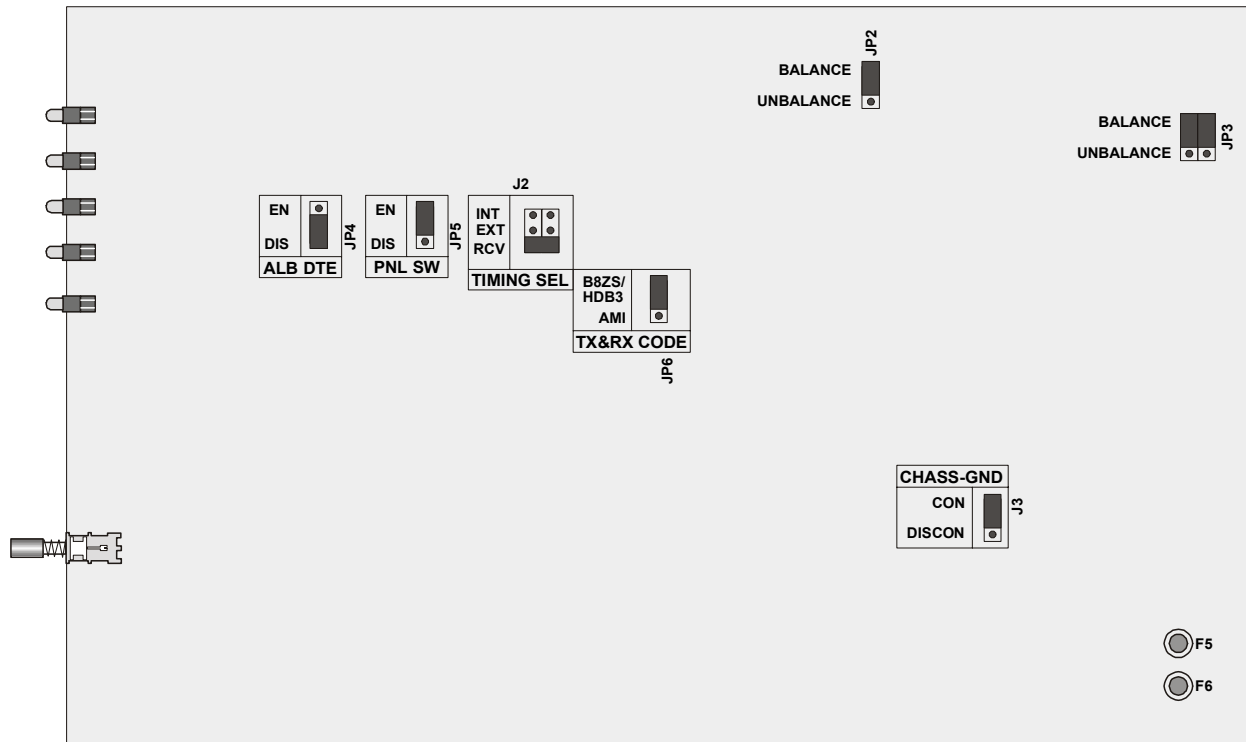 JP2
BALANCE
UNBALANCE
BALANCE
UNBALANCE
JP3
EN
DIS
JP4
ALB DTE
EN
DIS
JP5
PNL SW
J2
INT
EXT
RCV
TIMING SEL
B8ZS/
HDB3
AMI
TX&RX CODE
JP6
CHASS-GND
CON
DISCON
J3
F5
F6